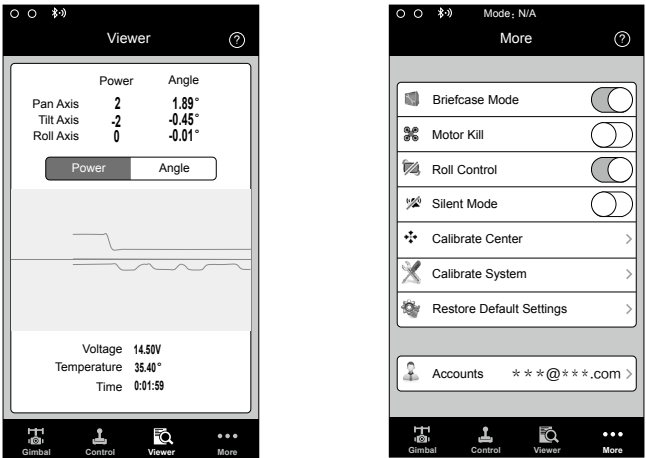 Viewer
?
Power Angle
Pan Axis 2 1.89°
Tilt Axis -2 -0.45°
Roll Axis 0 -0.01°
Power Angle
Voltage 14.50V
Temperature 35.40°
Time 0:01:59
Gimbal Control Viewer More
Mode: N/A
More
?
Briefcase Mode
Motor Kill
Roll Control
Silent Mode
Calibrate Center >
Calibrate System >
Restore Default Settings >
Accounts ***@***.com >
Gimbal Control Viewer More